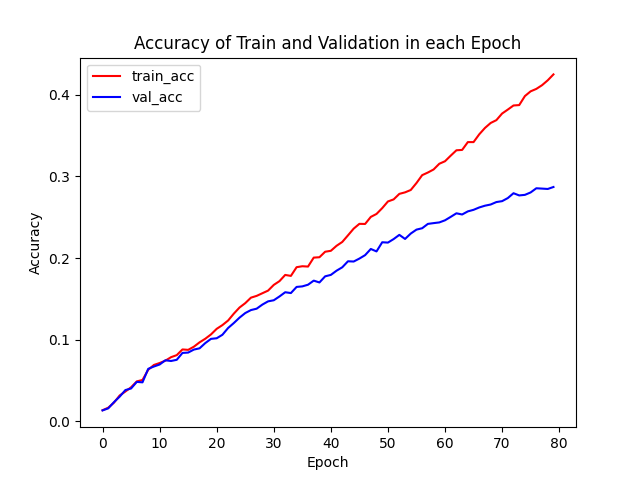 Accuracy of Train and Validation in each Epoch
train_acc
val_acc
Accuracy
0.4
0.3
0.2
0.1
0.0
0 10 20 30 40 50 60 70 80
Epoch